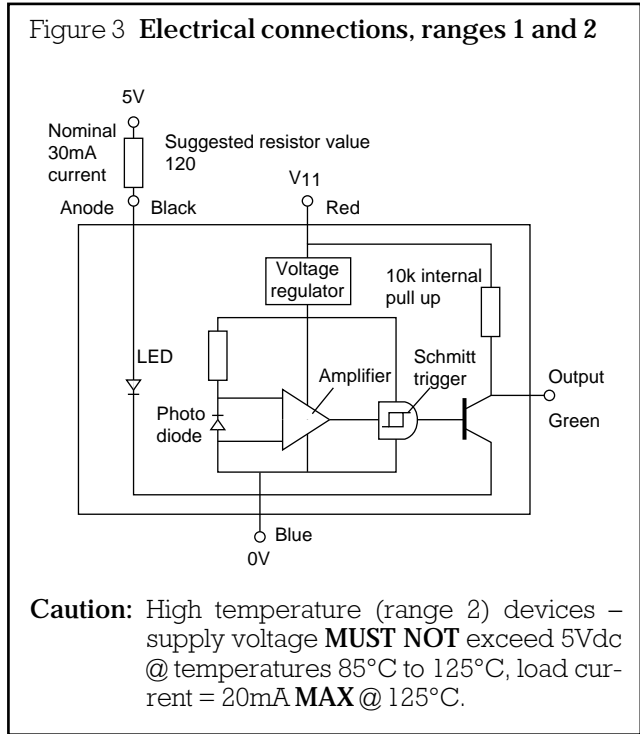 Figure 3 Electrical connections, ranges 1 and 2
5V
Nominal
30mA
current
Suggested resistor value
120
Anode
Black
V11
Red
Voltage
regulator
10k internal
pull up
LED
Amplifier
Schmitt
trigger
Output
Photo
diode
Green
Blue
0V
Caution: High temperature (range 2) devices –
supply voltage MUST NOT exceed 5Vdc
@ temperatures 85°C to 125°C, load cur-
rent = 20mA MAX @ 125°C.